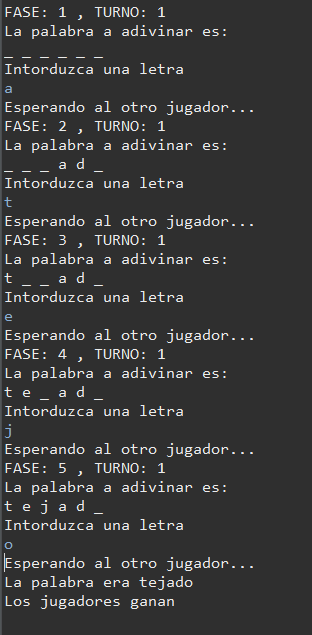 FASE: 1 , TURNO: 1
La palabra a adivinar es:
_ _ _ _ _ _
Intorduzca una letra
a
Esperando al otro jugador...
FASE: 2 , TURNO: 1
La palabra a adivinar es:
_ _ _ a d _
Intorduzca una letra
t
Esperando al otro jugador...
FASE: 3 , TURNO: 1
La palabra a adivinar es:
t _ _ a d _
Intorduzca una letra
e
Esperando al otro jugador...
FASE: 4 , TURNO: 1
La palabra a adivinar es:
t e _ a d _
Intorduzca una letra
j
Esperando al otro jugador...
FASE: 5 , TURNO: 1
La palabra a adivinar es:
t e j a d _
Intorduzca una letra
o
Esperando al otro jugador...
La palabra era tejado
Los jugadores ganan